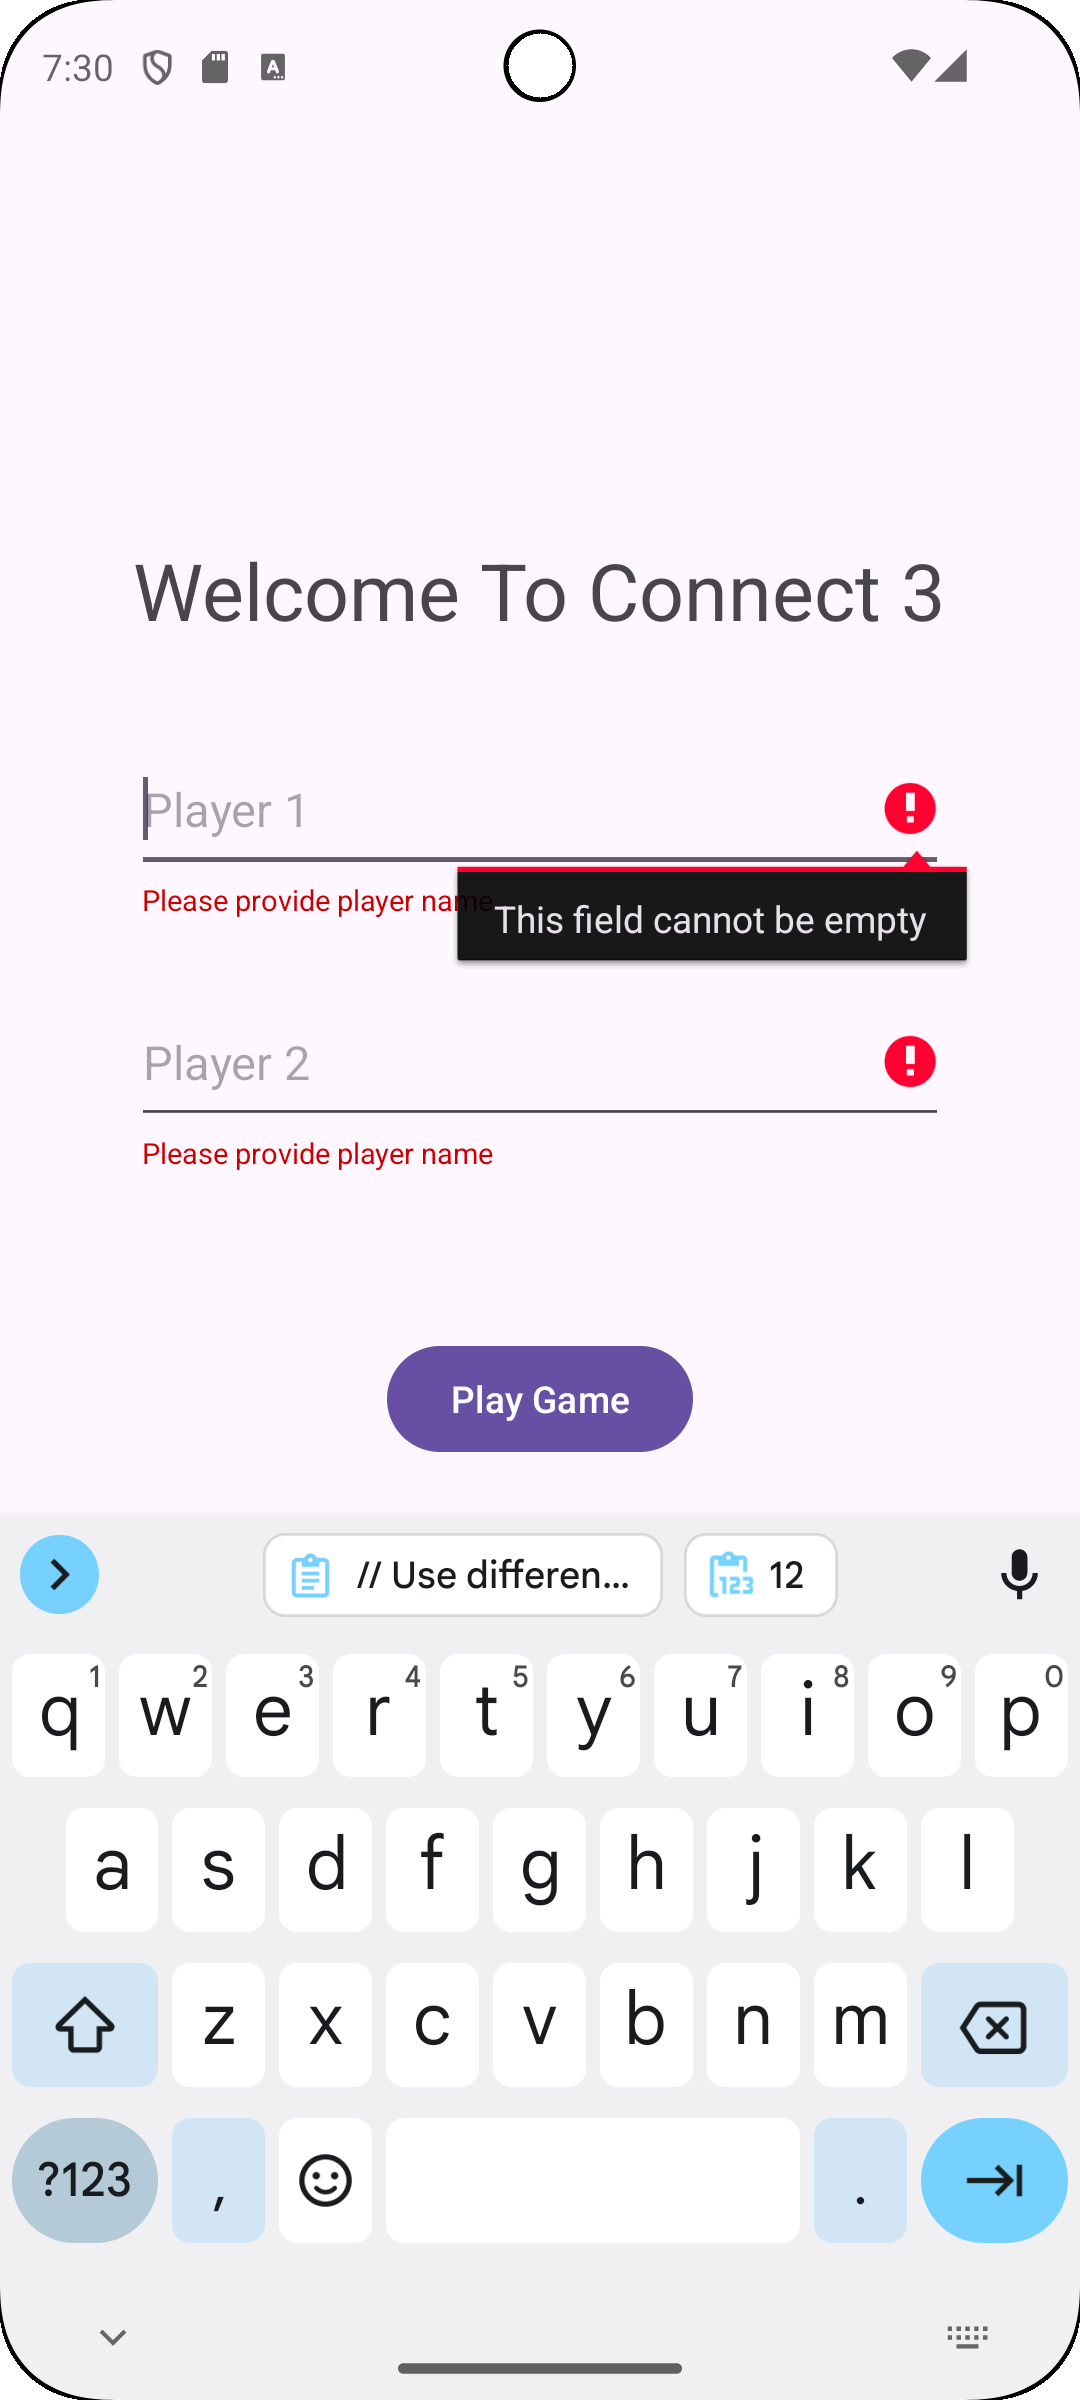 7:30
Welcome To Connect 3
Player 1
Please provide player name
This field cannot be empty
Player 2
Please provide player name
Play Game
// Use differen... 12 123
q 1 w 2 e 3 r 4 t 5 y 6 u 7 i 8 o 9 p 0
a s d f g h j k l
z x c v b n m
?123 , .